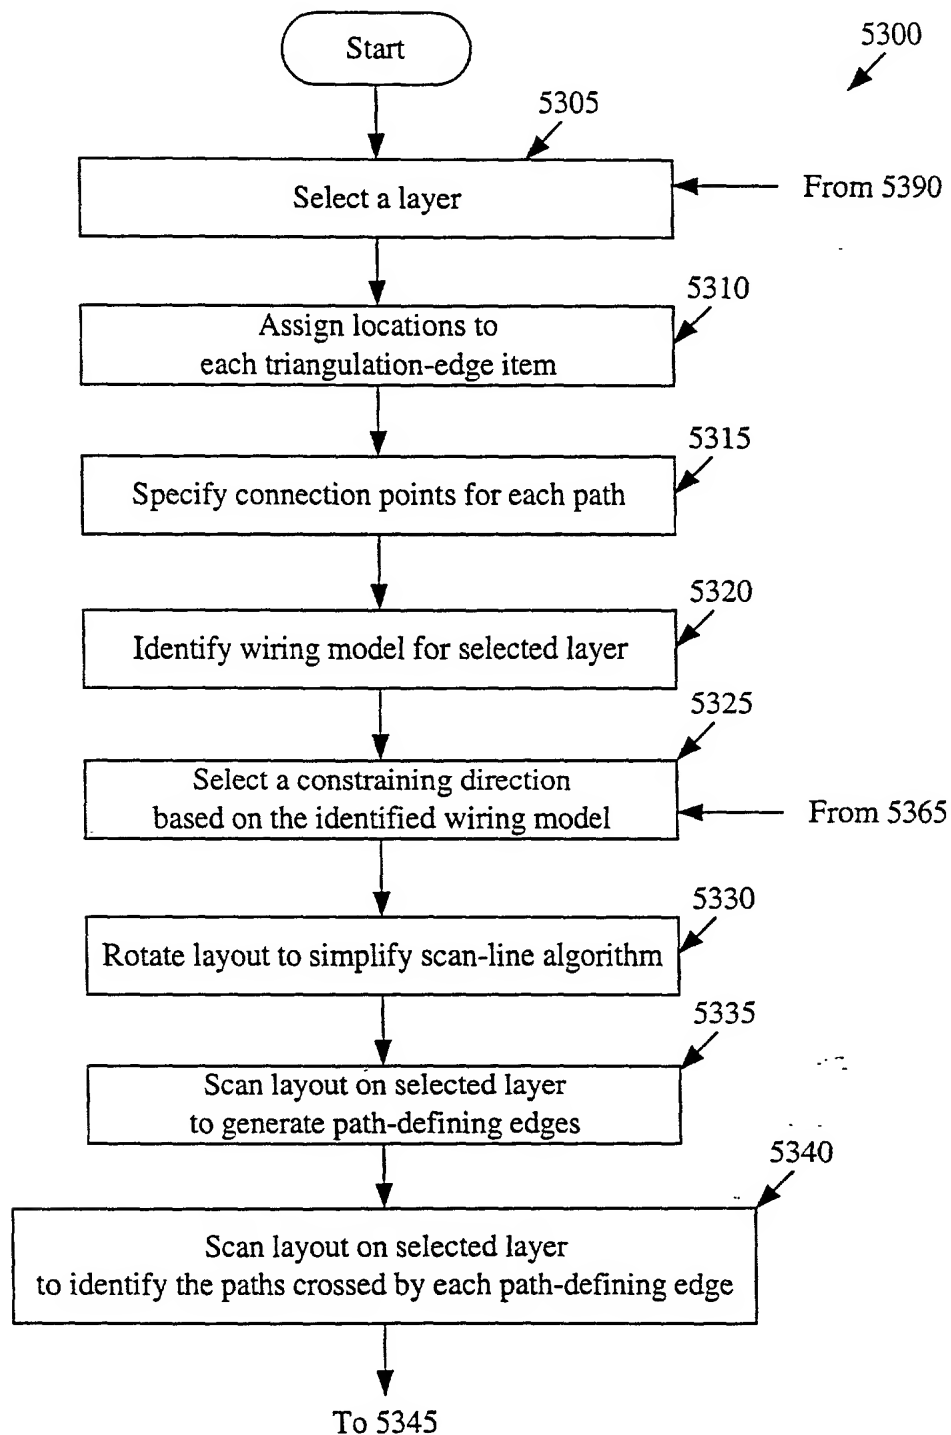 Start
5300
5305
Select a layer
From 5390
5310
Assign locations to
each triangulation-edge item
5315
Specify connection points for each path
5320
Identify wiring model for selected layer
5325
Select a constraining direction
based on the identified wiring model
From 5365
5330
Rotate layout to simplify scan-line algorithm
5335
Scan layout on selected layer
to generate path-defining edges
5340
Scan layout on selected layer
to identify the paths crossed by each path-defining edge
To 5345